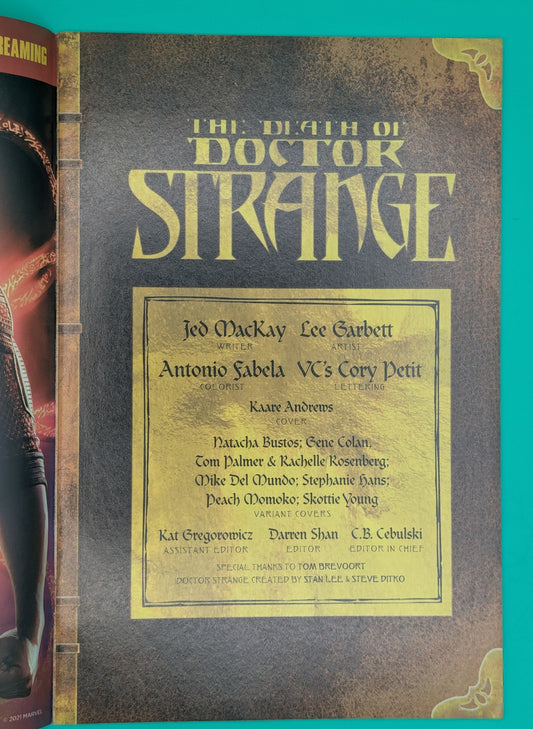 REAMING
THE DEATH OF
DOCTOR
STRANGE
Jed MacKay Lee Garbett
WRITER ARTIST
Antonio Fabela VC's Cory Petit
COLORIST LETTERING
Kaare Andrews
COVER
Natacha Bustos; Gene Colan,
Tom Palmer & Rachelle Rosenberg;
Mike Del Mundo; Stephanie Hans;
Peach Momoko; Skottie Young
VARIANT COVERS
Kat Gregorowicz Darren Shan C.B. Cebulski
ASSISTANT EDITOR EDITOR EDITOR IN CHIEF
SPECIAL THANKS TO TOM BREVOORT
DOCTOR STRANGE CREATED BY STAN LEE & STEVE DITKO
© 2021 MARVEL